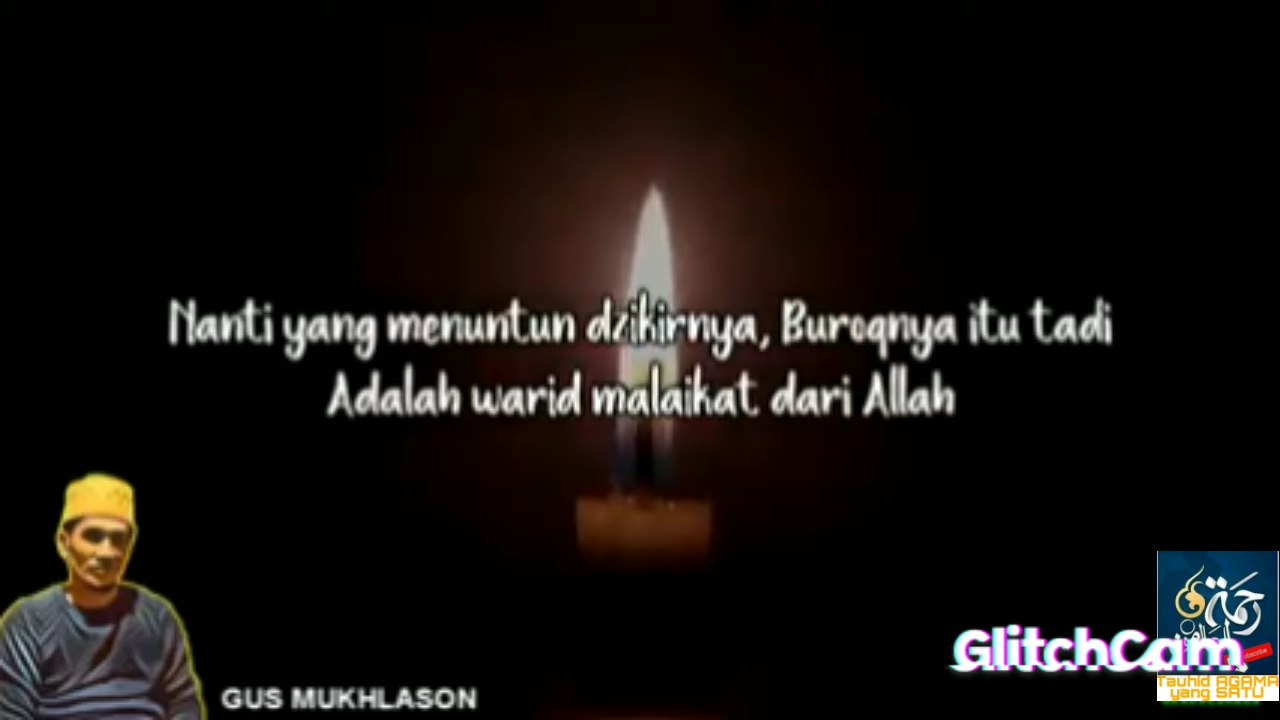 Nanti yang menuntun dzikirnya, Buroqnya itu tadi
Adalah warid malaikat dari Allah
GUS MUKHLASON
GlitchCam
Tauhid AGAMA
yang SATU